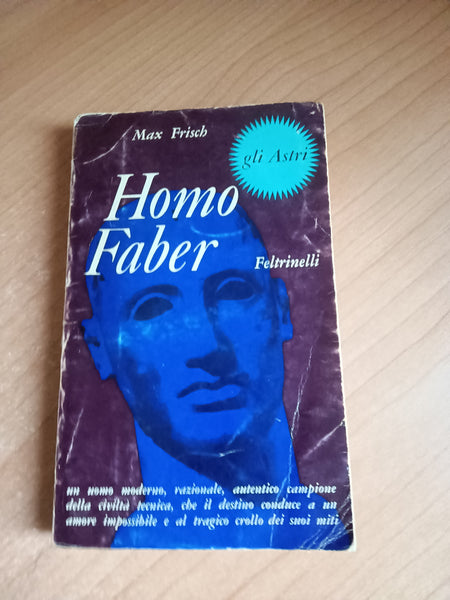 Max Frisch
gli Astri
Homo
Faber
Feltrinelli
un uomo moderno, razionale, autentico campione
della civiltà tecnica, che il destino conduce a un
amore impossibile e al tragico crollo dei suoi miti